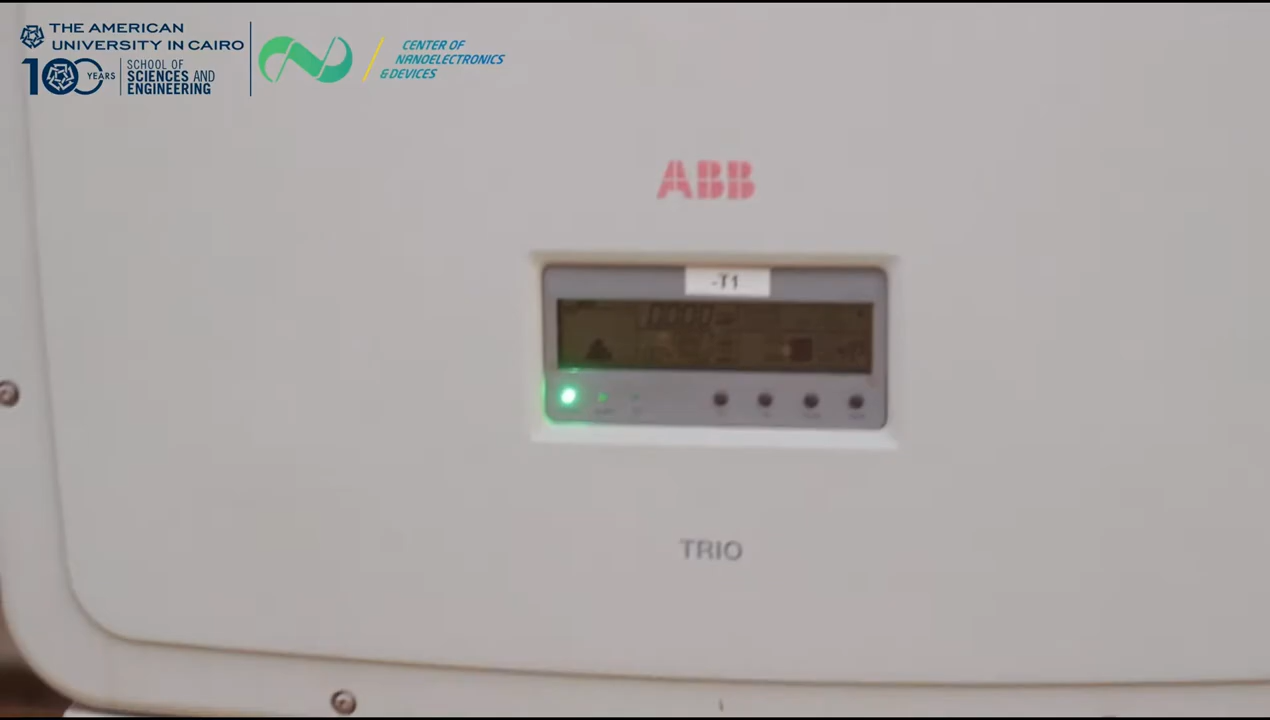 THE AMERICAN
UNIVERSITY IN CAIRO
100 YEARS
SCHOOL OF
SCIENCES AND
ENGINEERING
CENTER OF
NANOELECTRONICS
& DEVICES
ABB
-T1
TRIO